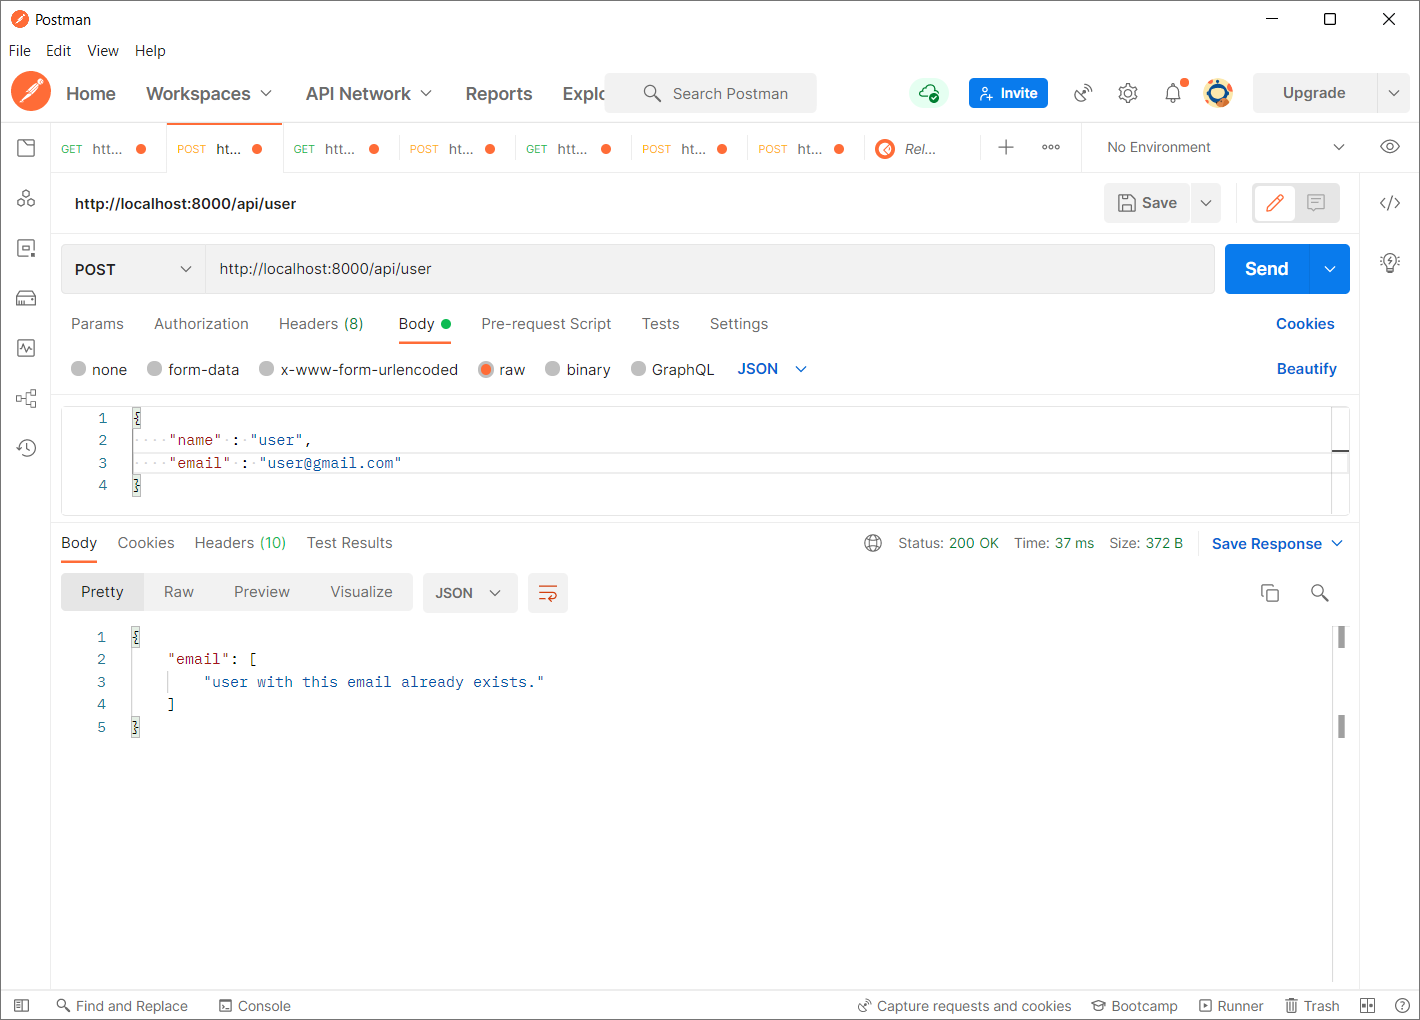 Postman
File Edit View Help
Home Workspaces API Network Reports Explo Search Postman Invite Upgrade
GET htt... POST ht... GET htt... POST ht... GET htt... POST ht... POST ht... Rel... No Environment
http://localhost:8000/api/user Save
POST http://localhost:8000/api/user Send
Params Authorization Headers (8) Body Pre-request Script Tests Settings Cookies
none form-data x-www-form-urlencoded raw binary GraphQL JSON Beautify
1 {
2 "name" : "user",
3 "email" : "user@gmail.com"
4 }
Body Cookies Headers (10) Test Results Status: 200 OK Time: 37 ms Size: 372 B Save Response
Pretty Raw Preview Visualize JSON
1 {
2 "email": [
3 "user with this email already exists."
4 ]
5 }
Find and Replace Console Capture requests and cookies Bootcamp Runner Trash